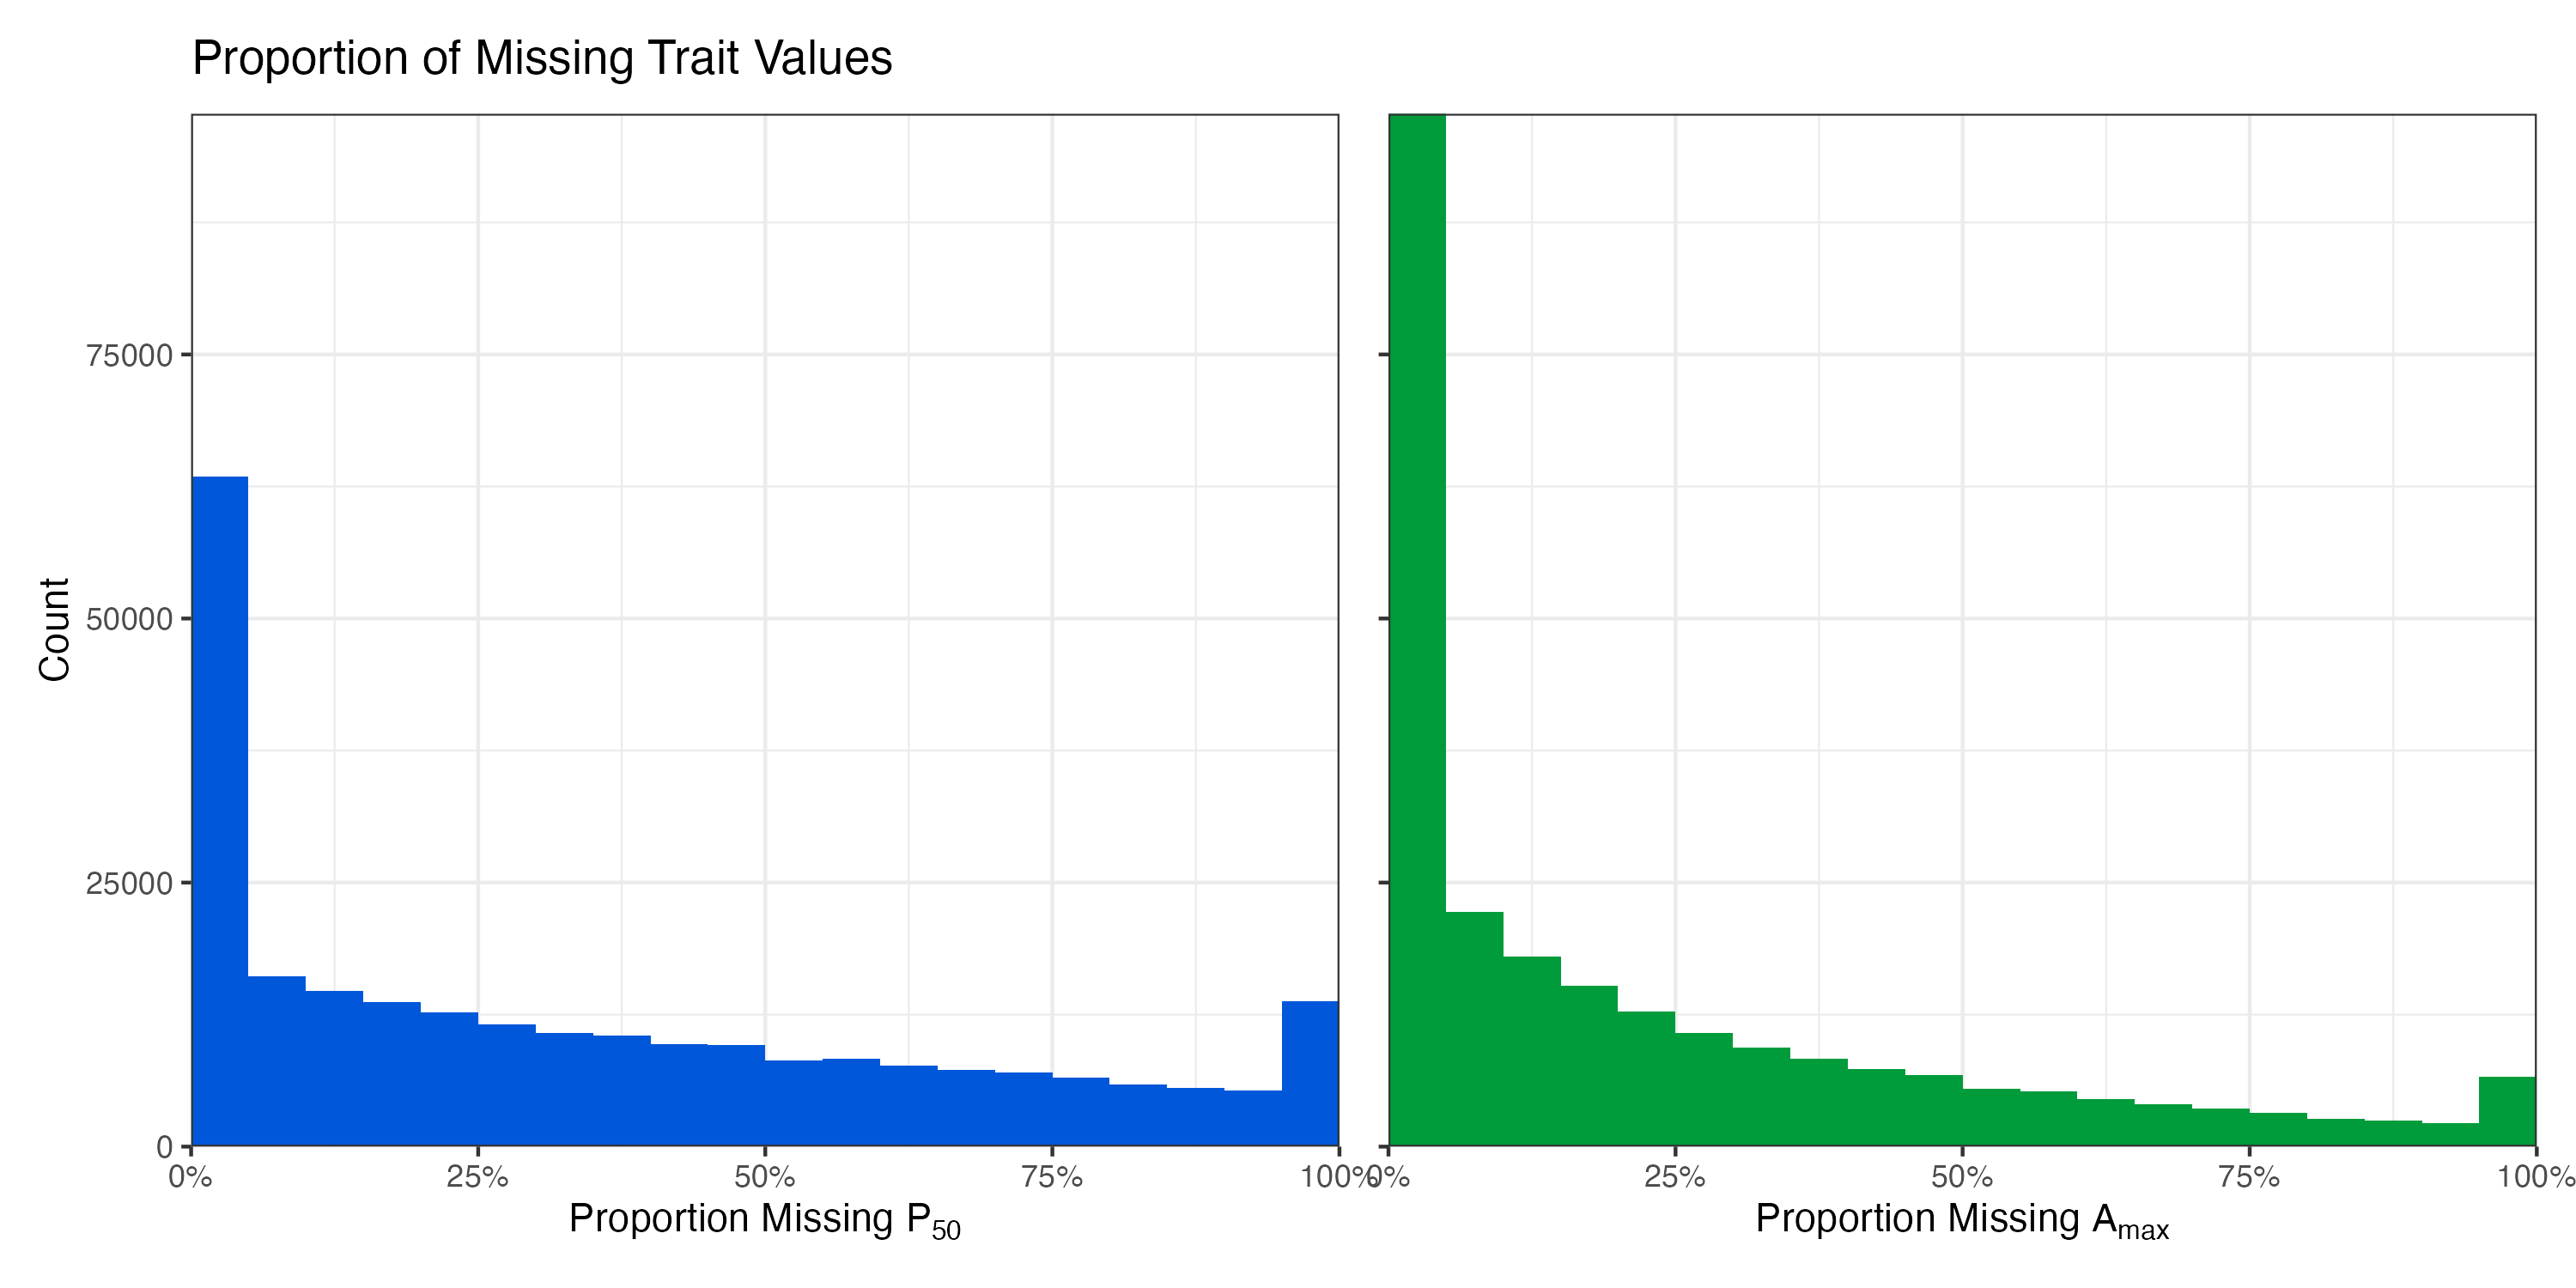 Proportion of Missing Trait Values
Count
75000
50000
25000
0
0% 25% 50% 75% 100%
Proportion Missing P50
0% 25% 50% 75% 100%
Proportion Missing Amax